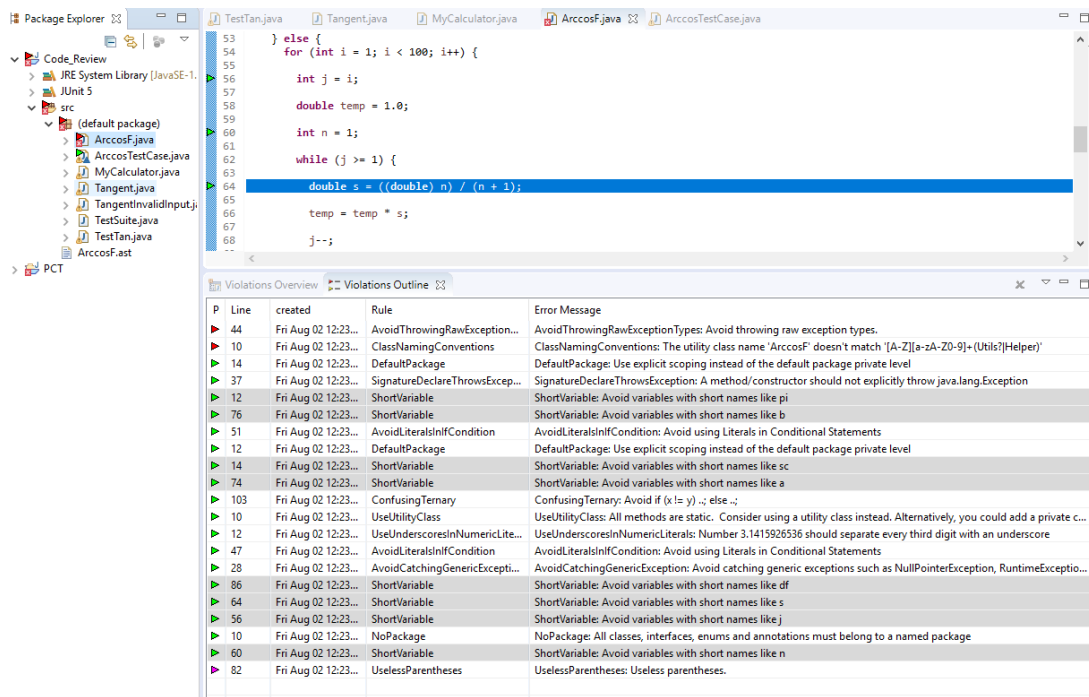 Package Explorer
Code_Review
JRE System Library [JavaSE-1.
JUnit 5
src
(default package)
ArccosF.java
ArccosTestCase.java
MyCalculator.java
Tangent.java
TangentInvalidInput.ja
TestSuite.java
TestTan.java
ArccosF.ast
PCT
TestTan.java Tangent.java MyCalculator.java ArccosF.java ArccosTestCase.java
53 } else {
54 for (int i = 1; i < 100; i++) {
55
56 int j = i;
57
58 double temp = 1.0;
59
60 int n = 1;
61
62 while (j >= 1) {
63
64 double s = ((double) n) / (n + 1);
65
66 temp = temp * s;
67
68 j--;
Violations Overview Violations Outline
P Line created Rule Error Message
44 Fri Aug 02 12:23... AvoidThrowingRawException... AvoidThrowingRawExceptionTypes: Avoid throwing raw exception types.
10 Fri Aug 02 12:23... ClassNamingConventions ClassNamingConventions: The utility class name 'ArccosF' doesn't match '[A-Z][a-zA-Z0-9]+(Utils?|Helper)'
14 Fri Aug 02 12:23... DefaultPackage DefaultPackage: Use explicit scoping instead of the default package private level
37 Fri Aug 02 12:23... SignatureDeclareThrowsExcep... SignatureDeclareThrowsException: A method/constructor should not explicitly throw java.lang.Exception
12 Fri Aug 02 12:23... ShortVariable ShortVariable: Avoid variables with short names like pi
76 Fri Aug 02 12:23... ShortVariable ShortVariable: Avoid variables with short names like b
51 Fri Aug 02 12:23... AvoidLiteralsInIfCondition AvoidLiteralsInIfCondition: Avoid using Literals in Conditional Statements
12 Fri Aug 02 12:23... DefaultPackage DefaultPackage: Use explicit scoping instead of the default package private level
14 Fri Aug 02 12:23... ShortVariable ShortVariable: Avoid variables with short names like sc
74 Fri Aug 02 12:23... ShortVariable ShortVariable: Avoid variables with short names like a
103 Fri Aug 02 12:23... ConfusingTernary ConfusingTernary: Avoid if (x != y) ..; else ..;
10 Fri Aug 02 12:23... UseUtilityClass UseUtilityClass: All methods are static. Consider using a utility class instead. Alternatively, you could add a private c...
12 Fri Aug 02 12:23... UseUnderscoresInNumericLite... UseUnderscoresInNumericLiterals: Number 3.1415926536 should separate every third digit with an underscore
47 Fri Aug 02 12:23... AvoidLiteralsInIfCondition AvoidLiteralsInIfCondition: Avoid using Literals in Conditional Statements
28 Fri Aug 02 12:23... AvoidCatchingGenericExcepti... AvoidCatchingGenericException: Avoid catching generic exceptions such as NullPointerException, RuntimeExceptio...
86 Fri Aug 02 12:23... ShortVariable ShortVariable: Avoid variables with short names like df
64 Fri Aug 02 12:23... ShortVariable ShortVariable: Avoid variables with short names like s
56 Fri Aug 02 12:23... ShortVariable ShortVariable: Avoid variables with short names like j
10 Fri Aug 02 12:23... NoPackage NoPackage: All classes, interfaces, enums and annotations must belong to a named package
60 Fri Aug 02 12:23... ShortVariable ShortVariable: Avoid variables with short names like n
82 Fri Aug 02 12:23... UselessParentheses UselessParentheses: Useless parentheses.